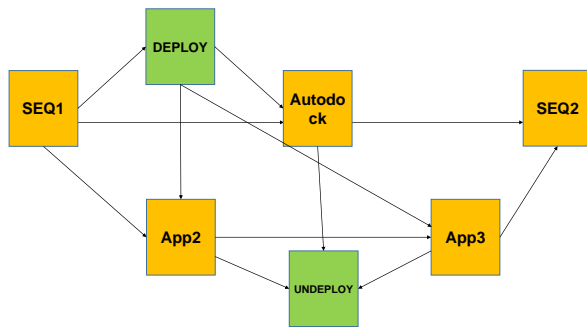 DEPLOY
SEQ1
Autodo
ck
SEQ2
App2
App3
UNDEPLOY